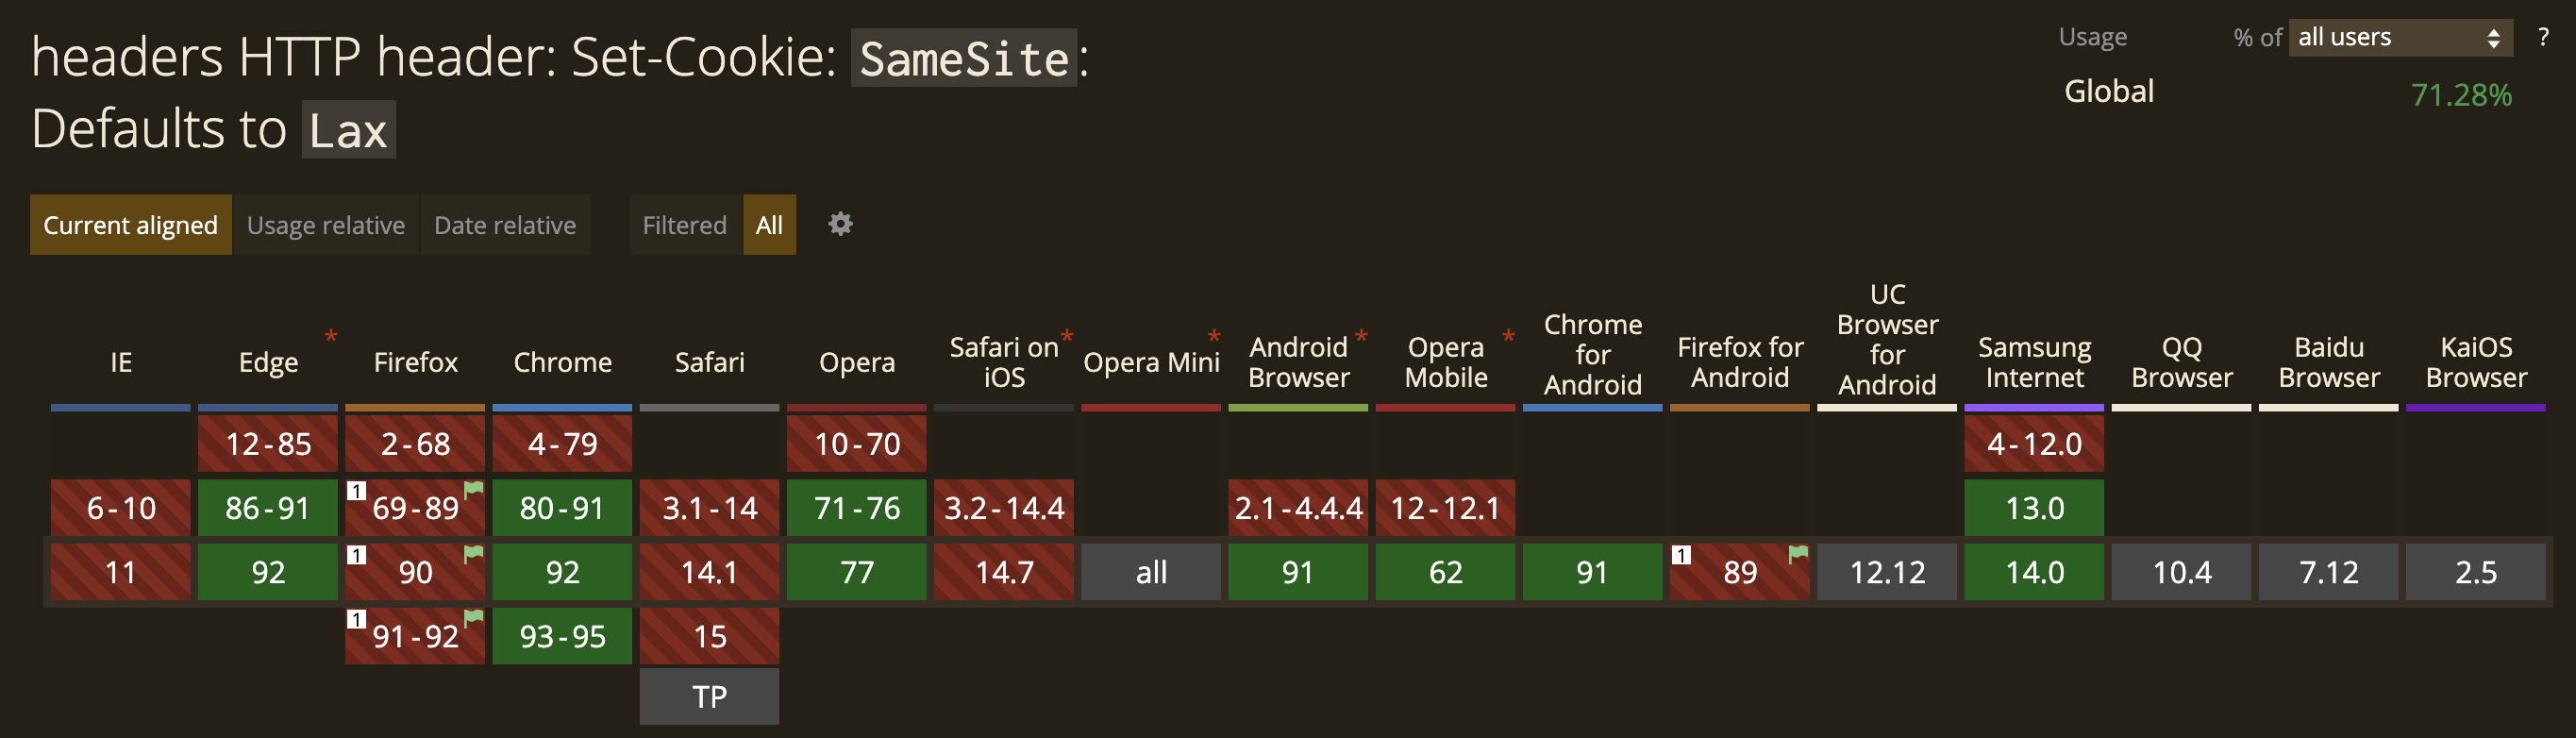 headers HTTP header: Set-Cookie: SameSite:
Defaults to Lax
Usage % of all users ?
Global 71.28%
Current aligned Usage relative Date relative Filtered All
IE Edge * Firefox Chrome Safari Opera Safari on iOS * Opera Mini * Android Browser * Opera Mobile * Chrome for Android Firefox for Android UC Browser for Android Samsung Internet QQ Browser Baidu Browser KaiOS Browser
12-85 2-68 4-79 10-70 4-12.0
6-10 86-91 1 69-89 80-91 3.1-14 71-76 3.2-14.4 2.1-4.4.4 12-12.1 13.0
11 92 1 90 92 14.1 77 14.7 all 91 62 91 1 89 12.12 14.0 10.4 7.12 2.5
1 91-92 93-95 15
TP